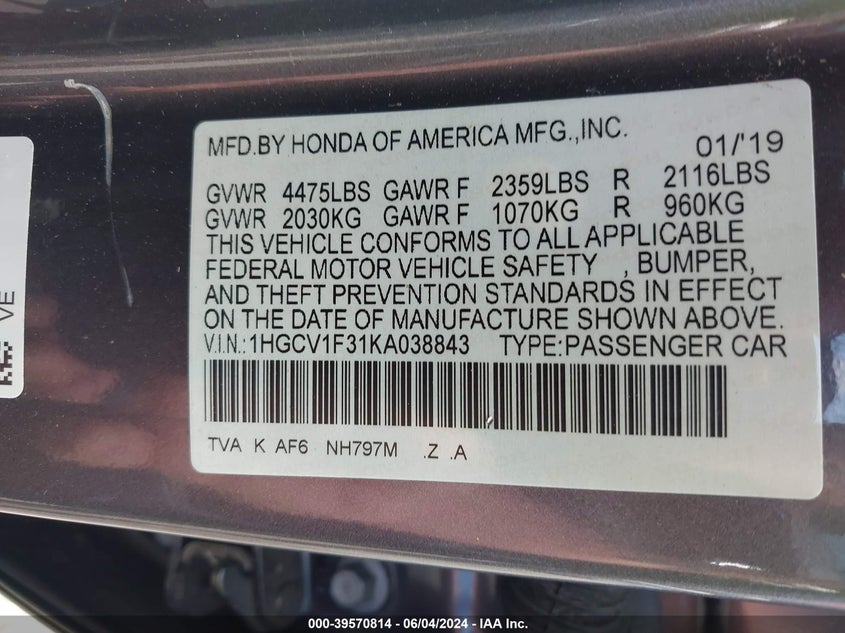 MFD.BY HONDA OF AMERICA MFG.,INC. 01/'19
GVWR 4475LBS GAWR F 2359LBS R 2116LBS
GVWR 2030KG GAWR F 1070KG R 960KG
THIS VEHICLE CONFORMS TO ALL APPLICABLE
FEDERAL MOTOR VEHICLE SAFETY , BUMPER,
AND THEFT PREVENTION STANDARDS IN EFFECT
ON THE DATE OF MANUFACTURE SHOWN ABOVE.
V.I.N.:1HGCV1F31KA038843 TYPE:PASSENGER CAR
TVA K AF6 NH797M .Z .A
VE
000-39570814 - 06/04/2024 - IAA Inc.